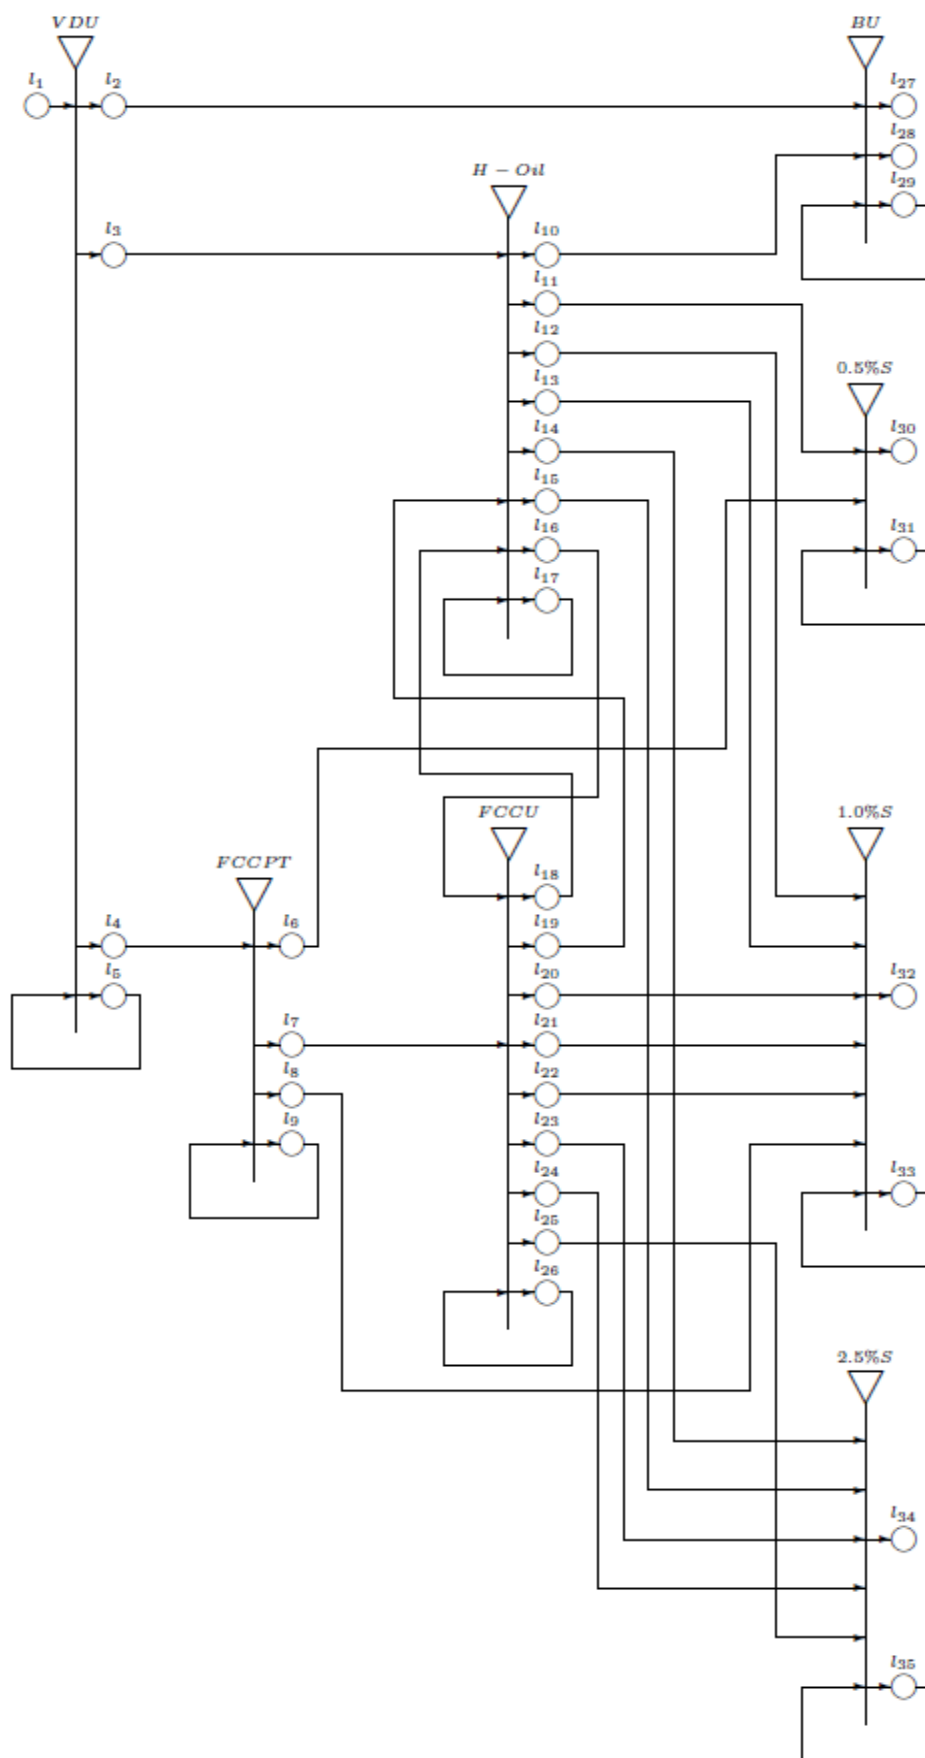 VDU BU
l1 l2 l27
l28
H – Oil l29
l3 l10
l11
l12
l13 0.5%S
l14 l30
l15
l16 l31
l17
FCCU 1.0%S
FCCPT l18
l4 l6 l19
l5 l20 l32
l7 l21
l8 l22
l9 l23
l24 l33
l25
l26
2.5%S
l34
l35